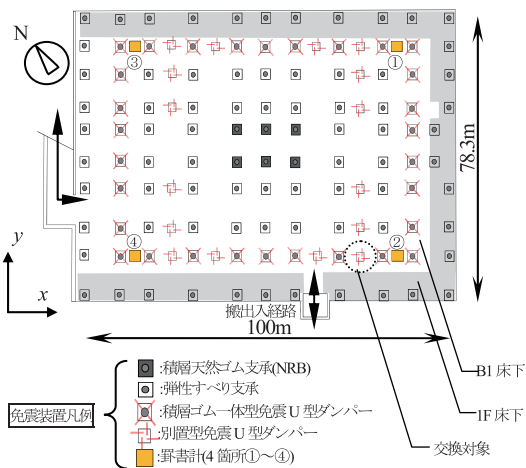 N
③
①
78.3m
④
②
y
x
搬出入経路
100m
B1 床下
1F 床下
交換対象
免震装置凡例
:積層天然ゴム支承(NRB)
:弾性すべり支承
:積層ゴム一体型免震 U 型ダンパー
:別置型免震 U 型ダンパー
:罫書計(4 箇所①～④)